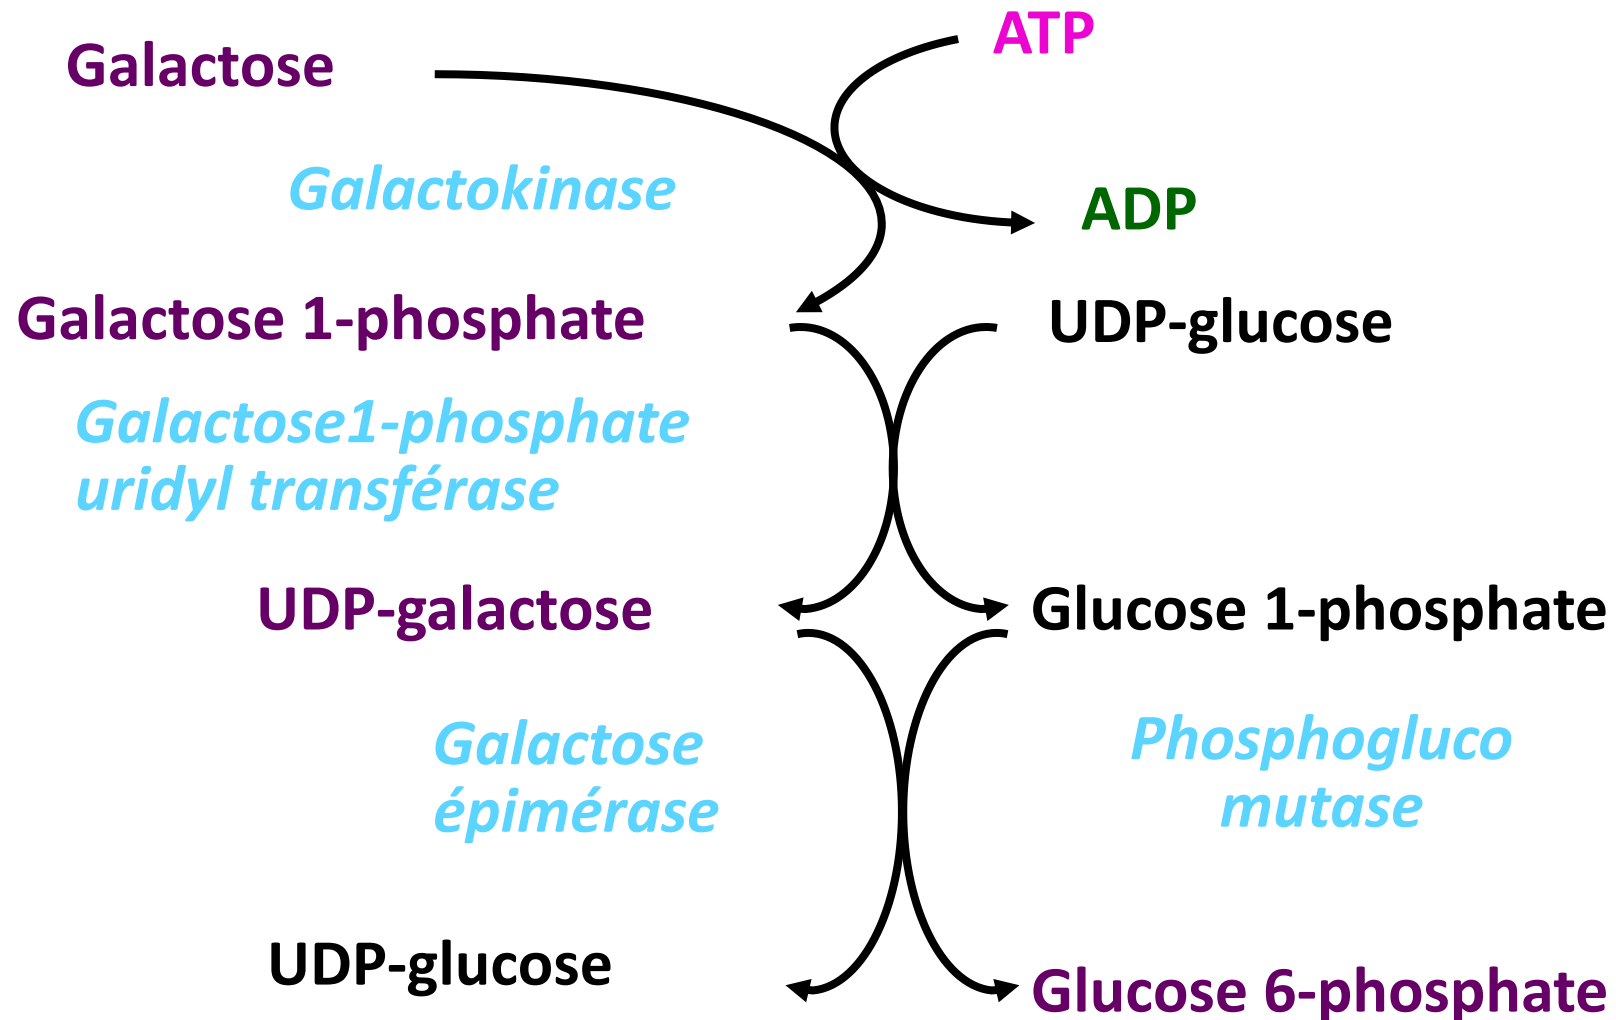 Galactose
ATP
Galactokinase
ADP
Galactose 1-phosphate
UDP-glucose
Galactose1-phosphate
uridyl transférase
UDP-galactose
Glucose 1-phosphate
Galactose
épimérase
Phosphogluco
mutase
UDP-glucose
Glucose 6-phosphate